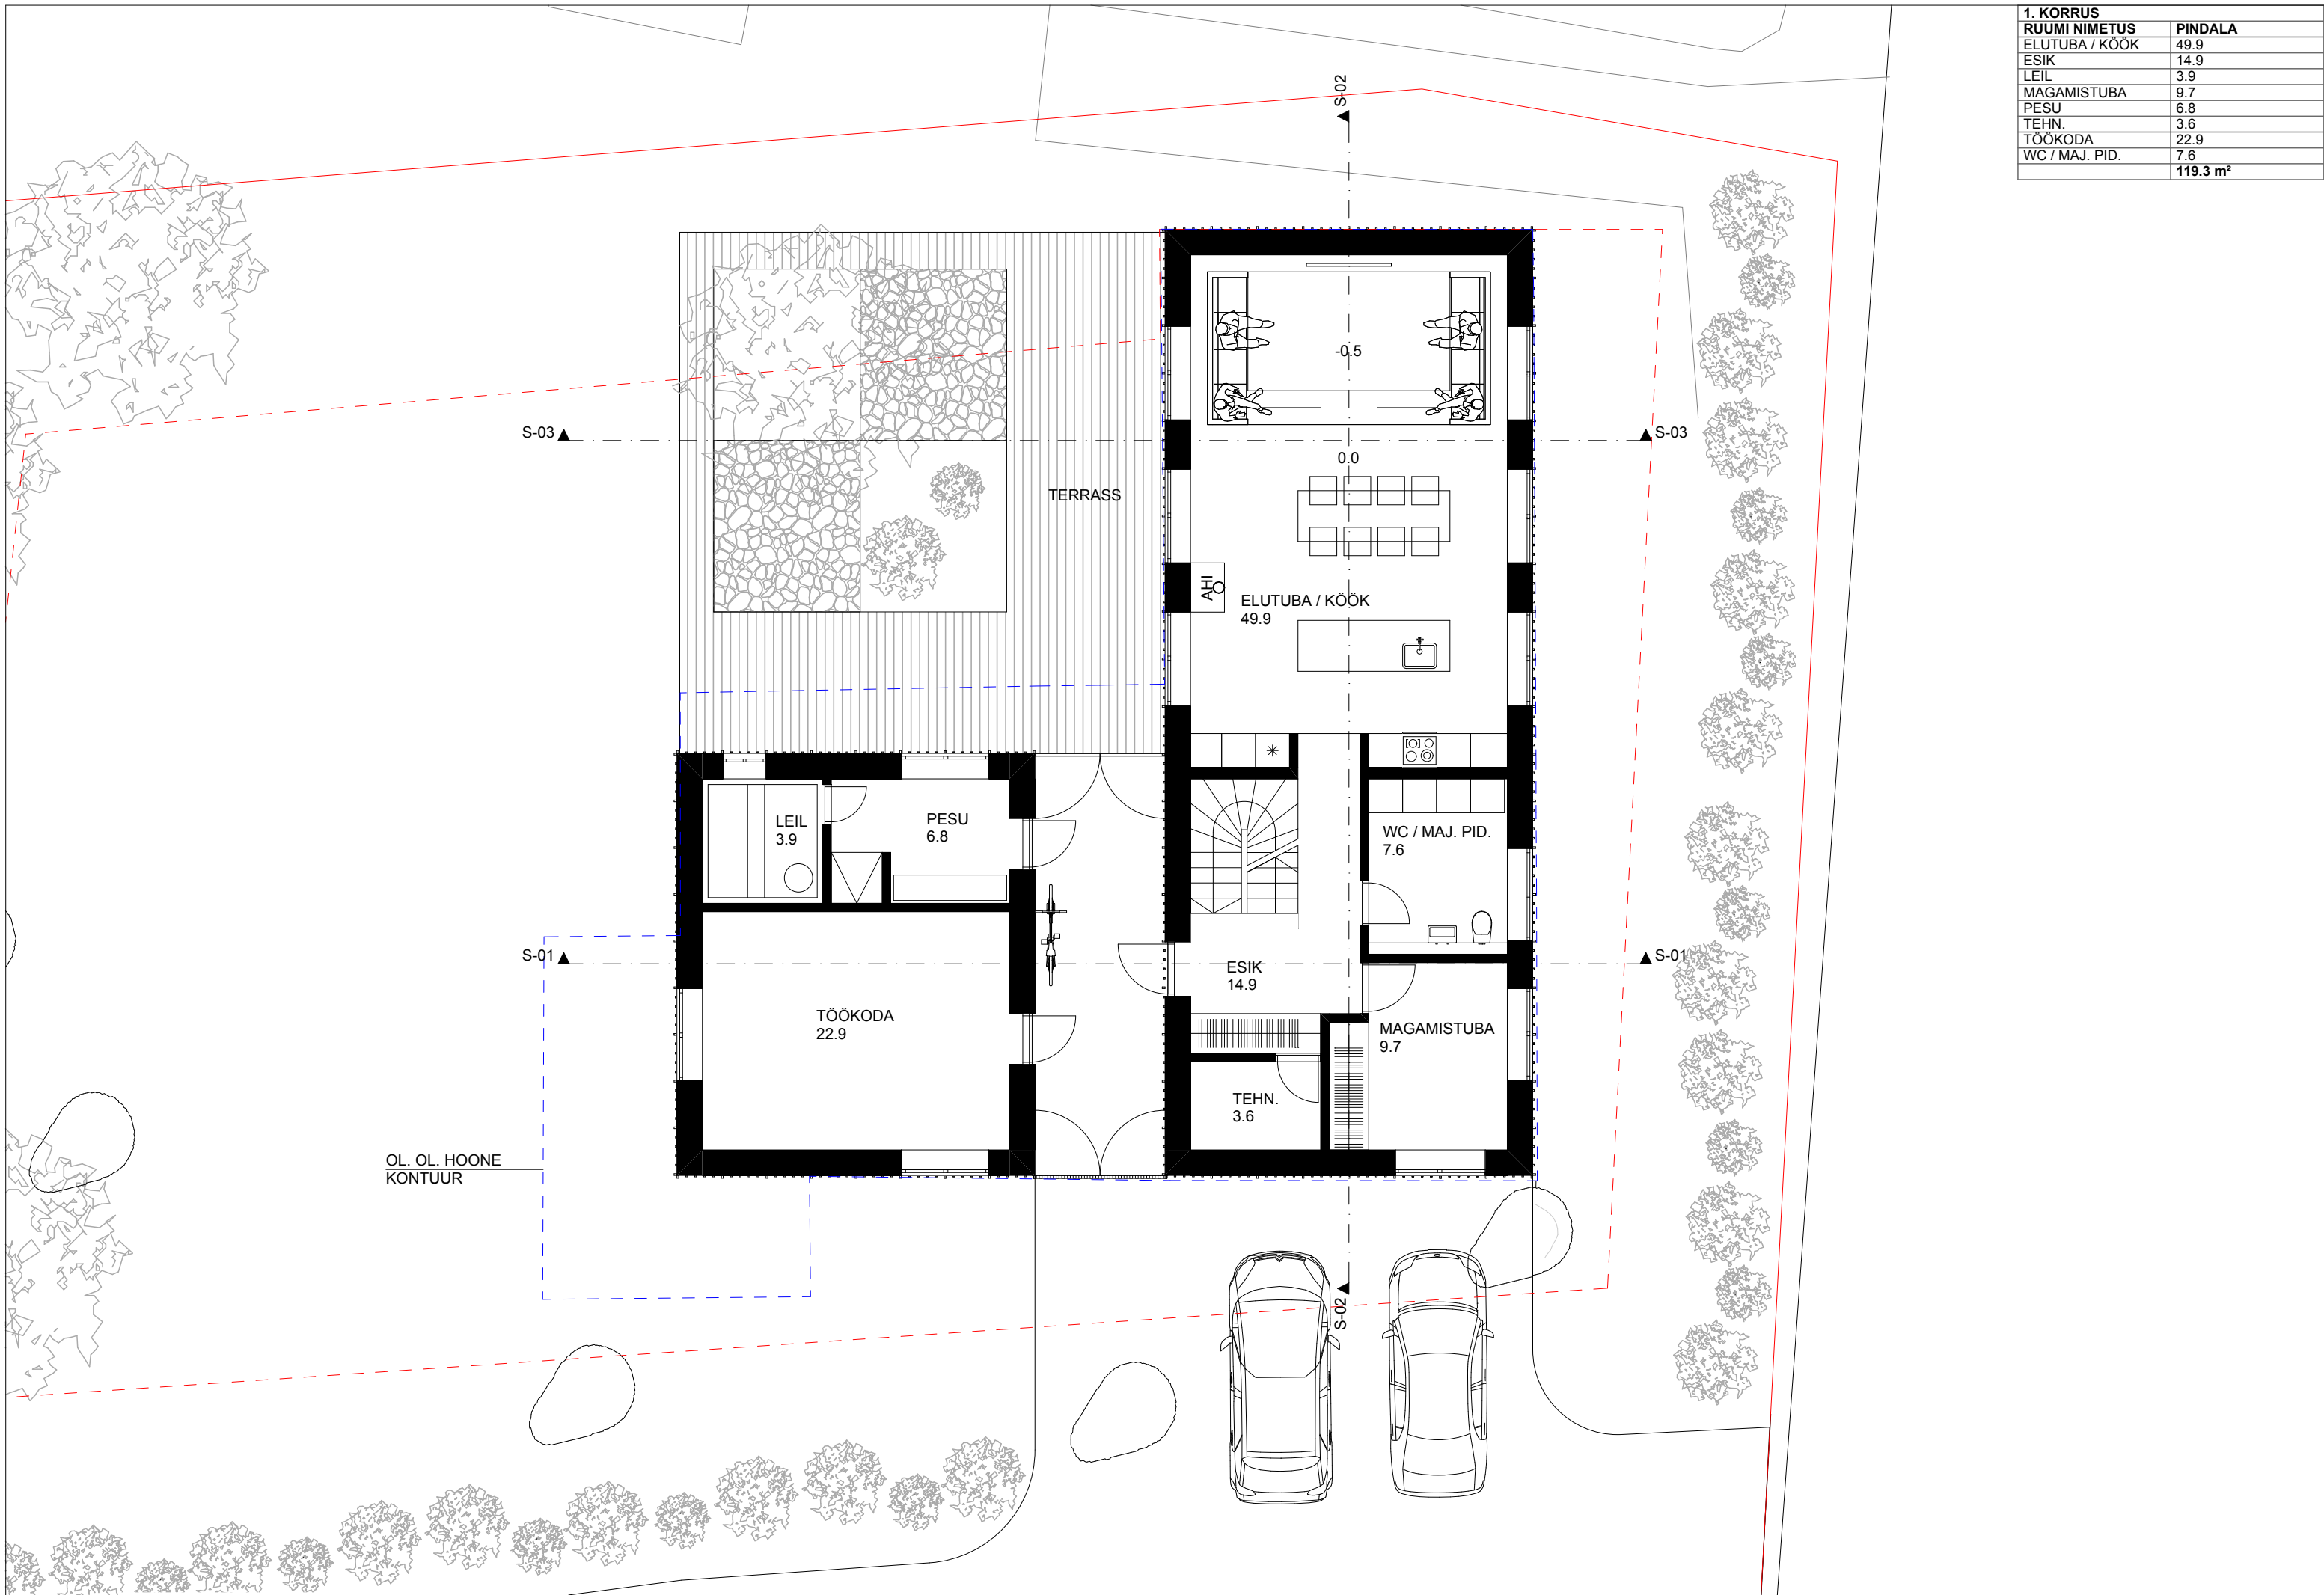 1. KORRUS
RUUMI NIMETUS PINDALA
ELUTUBA / KÖÖK 49.9
ESIK 14.9
LEIL 3.9
MAGAMISTUBA 9.7
PESU 6.8
TEHN. 3.6
TÖÖKODA 22.9
WC / MAJ. PID. 7.6
119.3 m²
S-02
-0.5
S-03
S-03
0.0
TERRASS
AHI
ELUTUBA / KÖÖK
49.9
LEIL
3.9
PESU
6.8
WC / MAJ. PID.
7.6
S-01
S-01
ESIK
14.9
TÖÖKODA
22.9
MAGAMISTUBA
9.7
TEHN.
3.6
OL. OL. HOONE
KONTUUR
S-02